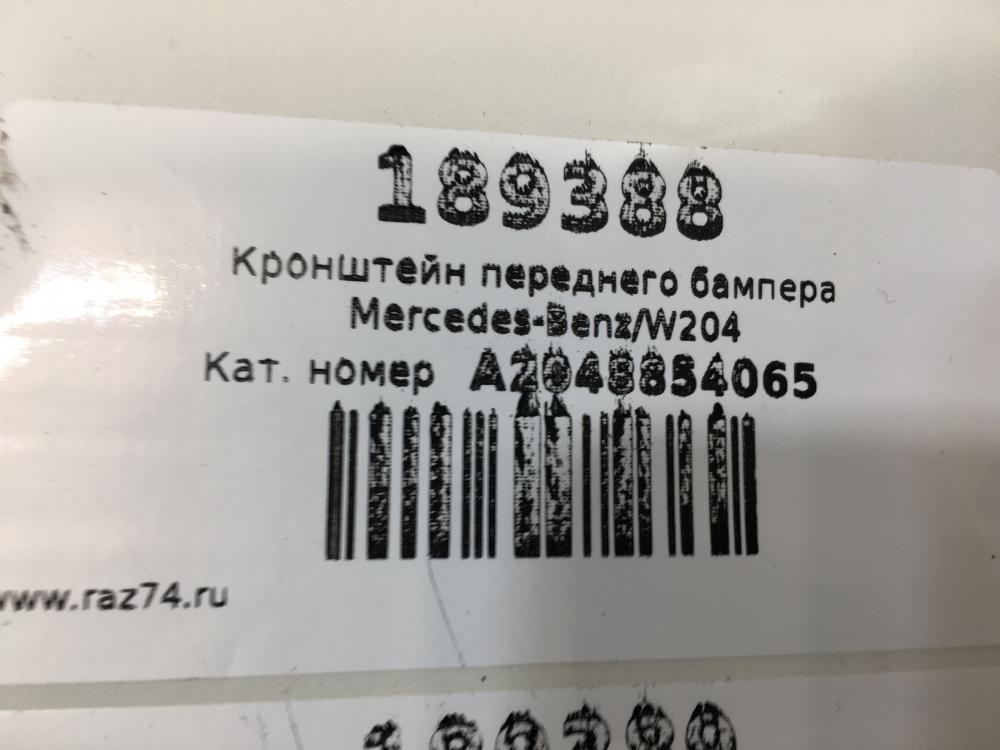 189388
Кронштейн переднего бампера
Mercedes-Benz/W204
Кат. номер A2048854065
www.raz74.ru